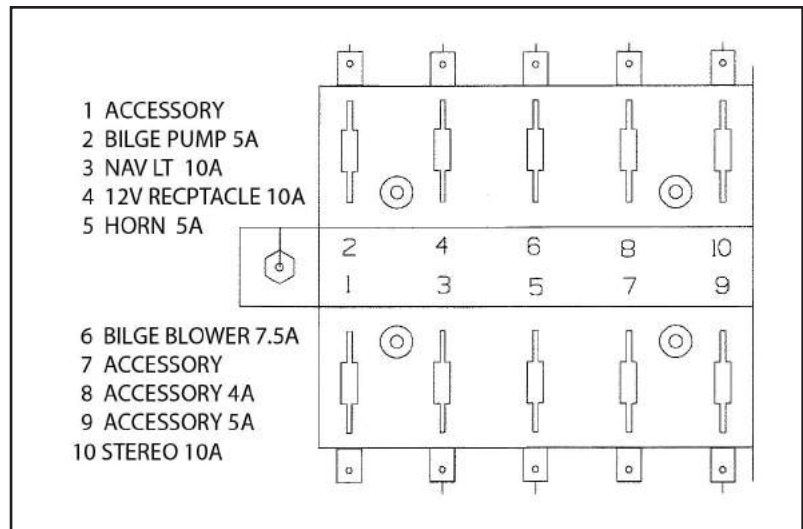 1 ACCESSORY
2 BILGE PUMP 5A
3 NAV LT 10A
4 12V RECPTACLE 10A
5 HORN 5A
2 4 6 8 10
1 3 5 7 9
6 BILGE BLOWER 7.5A
7 ACCESSORY
8 ACCESSORY 4A
9 ACCESSORY 5A
10 STEREO 10A